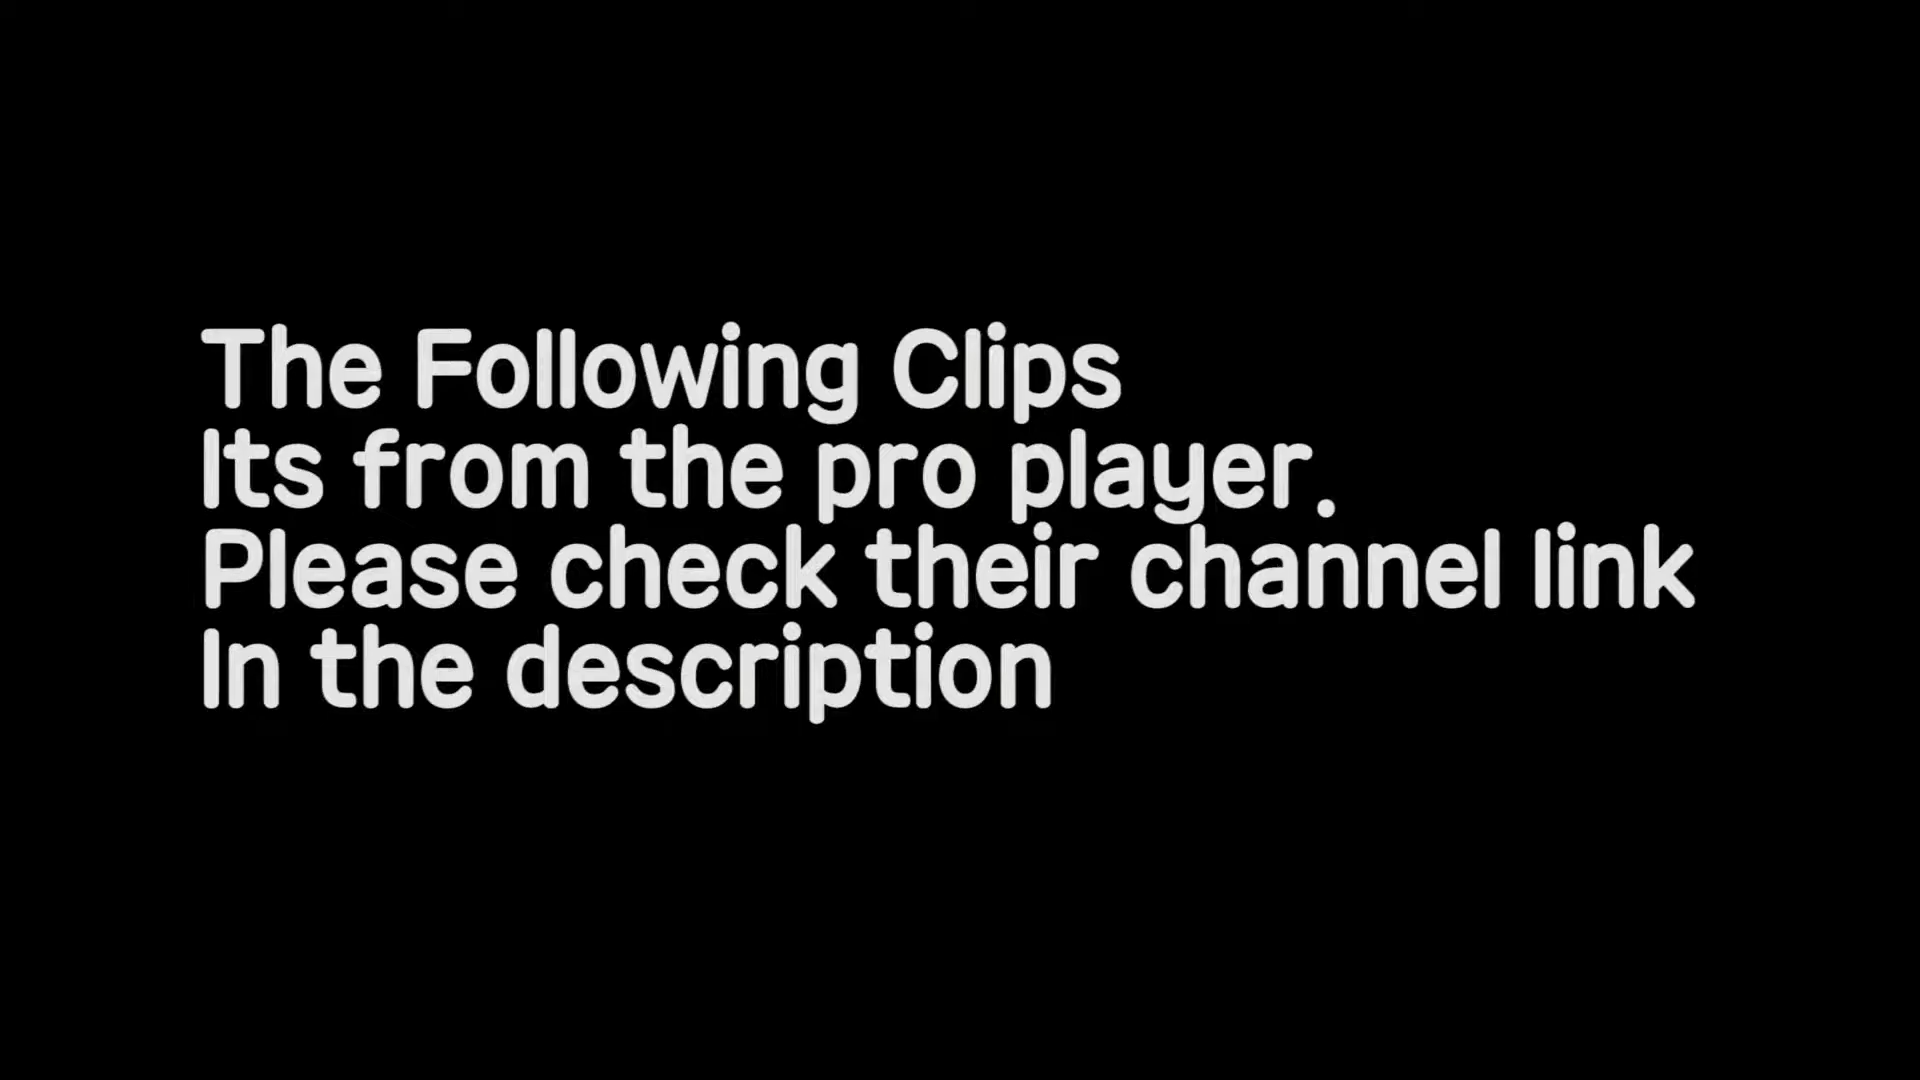 The Following Clips
Its from the pro player.
Please check their channel link
In the description